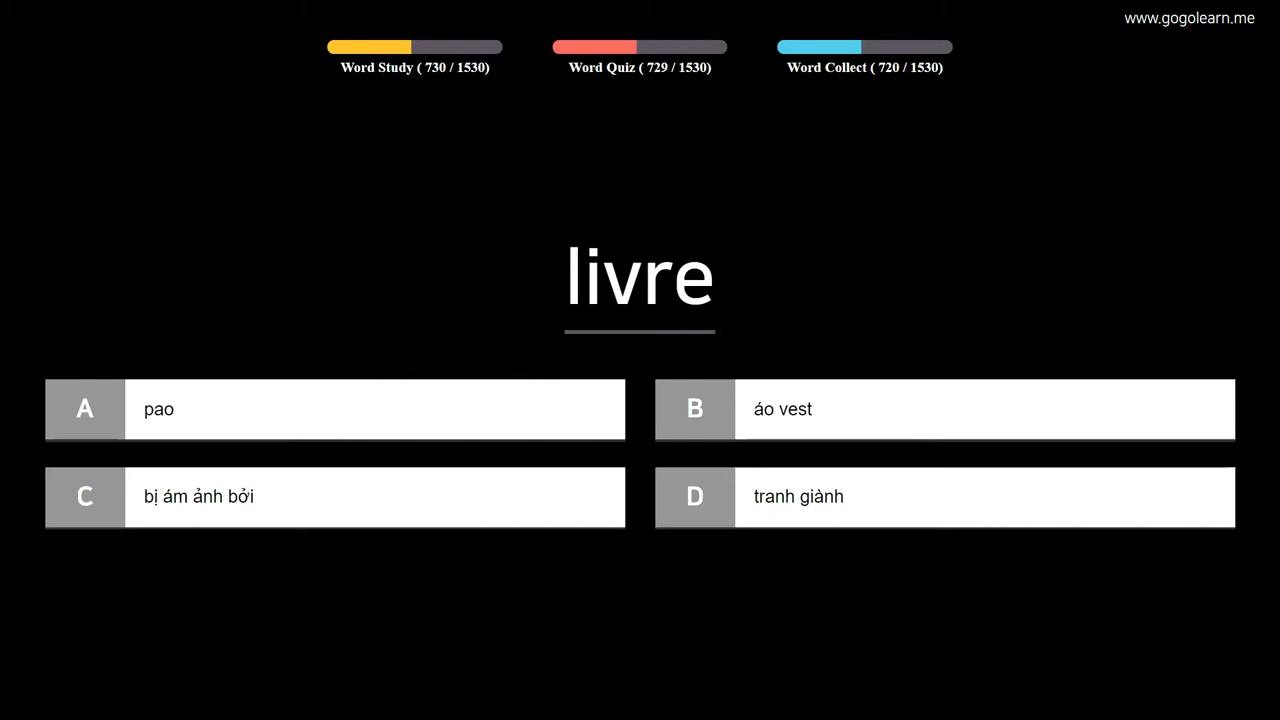 www.gogolearn.me
Word Study ( 730 / 1530)
Word Quiz ( 729 / 1530)
Word Collect ( 720 / 1530)
livre
A pao
B áo vest
C bị ám ảnh bởi
D tranh giành